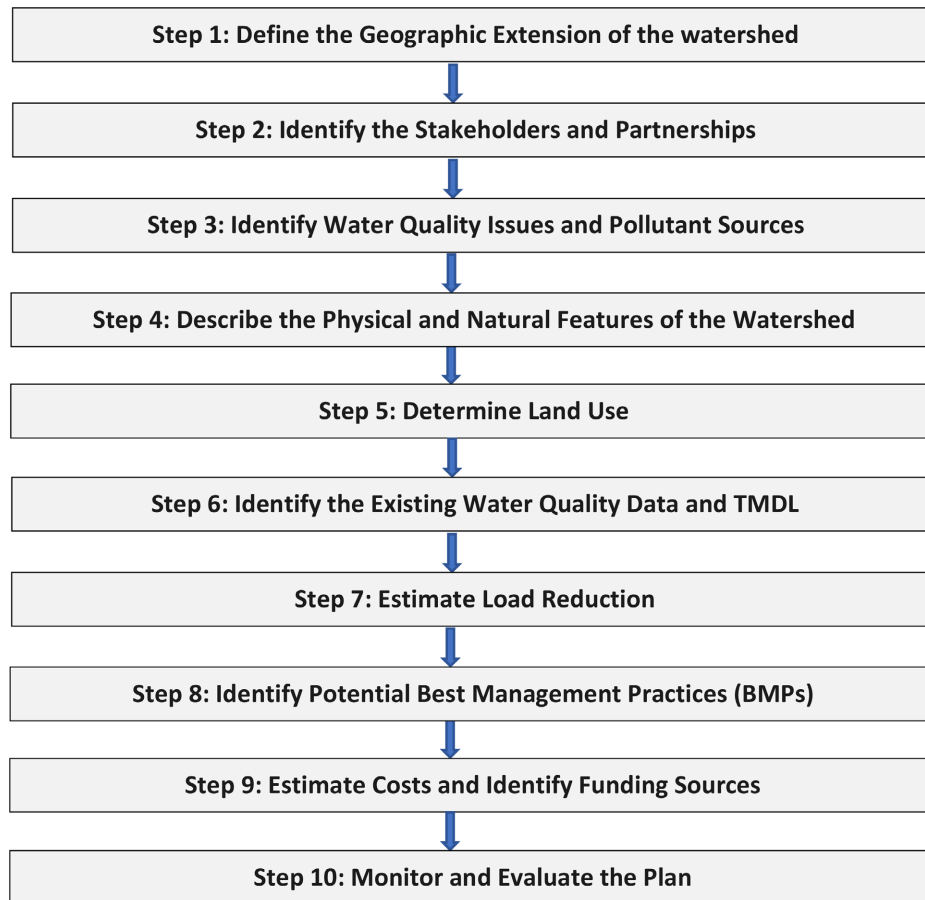 Step 1: Define the Geographic Extension of the watershed
Step 2: Identify the Stakeholders and Partnerships
Step 3: Identify Water Quality Issues and Pollutant Sources
Step 4: Describe the Physical and Natural Features of the Watershed
Step 5: Determine Land Use
Step 6: Identify the Existing Water Quality Data and TMDL
Step 7: Estimate Load Reduction
Step 8: Identify Potential Best Management Practices (BMPs)
Step 9: Estimate Costs and Identify Funding Sources
Step 10: Monitor and Evaluate the Plan